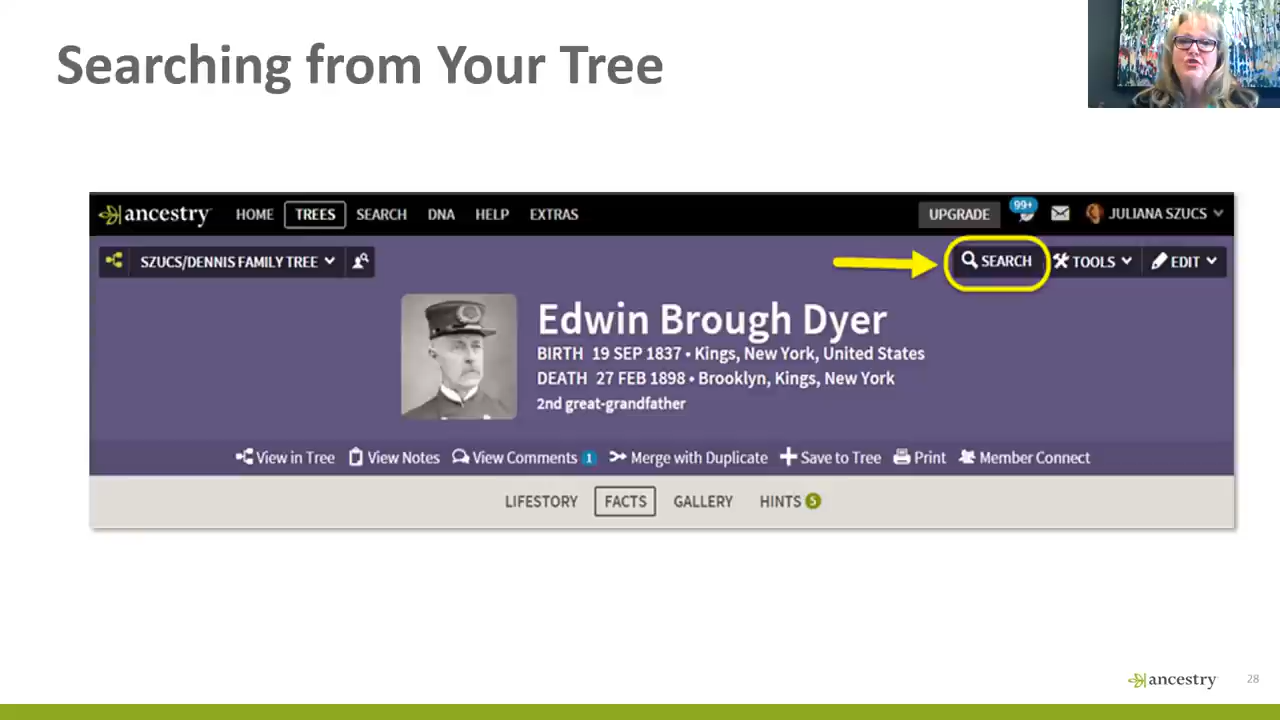 Searching from Your Tree
ancestry HOME TREES SEARCH DNA HELP EXTRAS UPGRADE 99+ JULIANA SZUCS
SZUCS/DENNIS FAMILY TREE SEARCH TOOLS EDIT
Edwin Brough Dyer
BIRTH 19 SEP 1837 • Kings, New York, United States
DEATH 27 FEB 1898 • Brooklyn, Kings, New York
2nd great-grandfather
View in Tree View Notes View Comments 1 Merge with Duplicate Save to Tree Print Member Connect
LIFESTORY FACTS GALLERY HINTS 5
ancestry 28